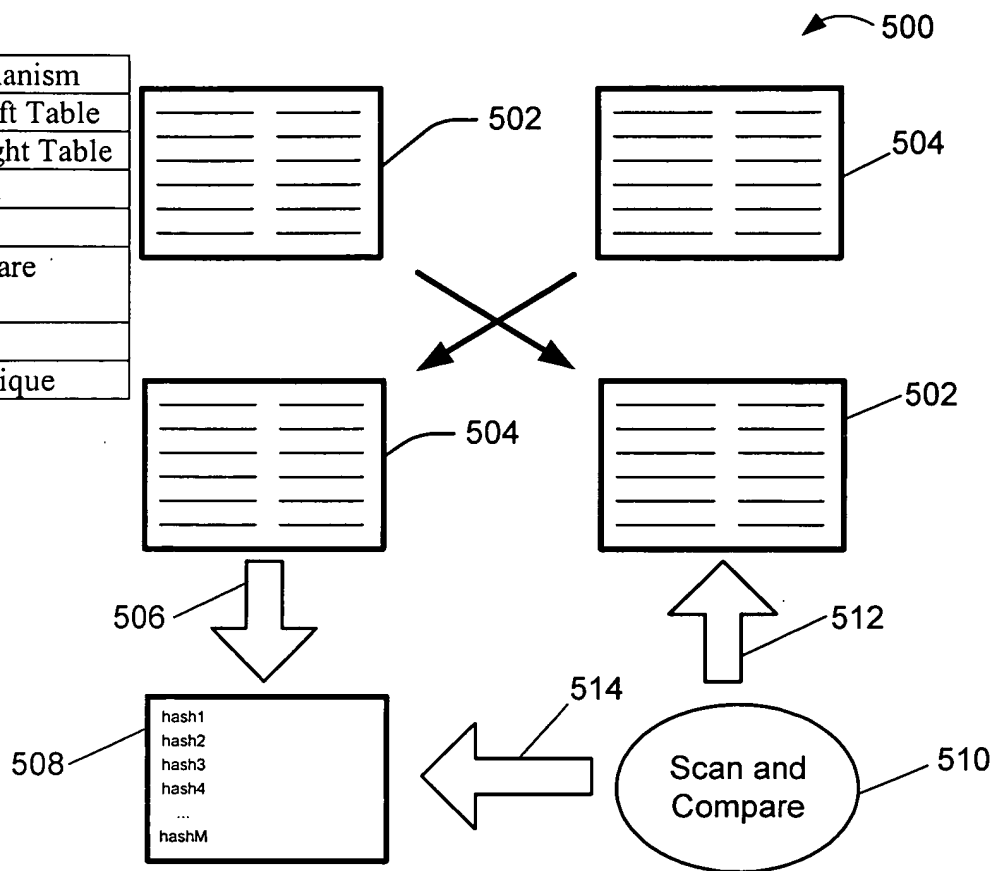 500
anism
ft Table
ght Table
are
ique
502
504
504
502
506
512
514
508
hash1
hash2
hash3
hash4
...
hashM
Scan and
Compare
510